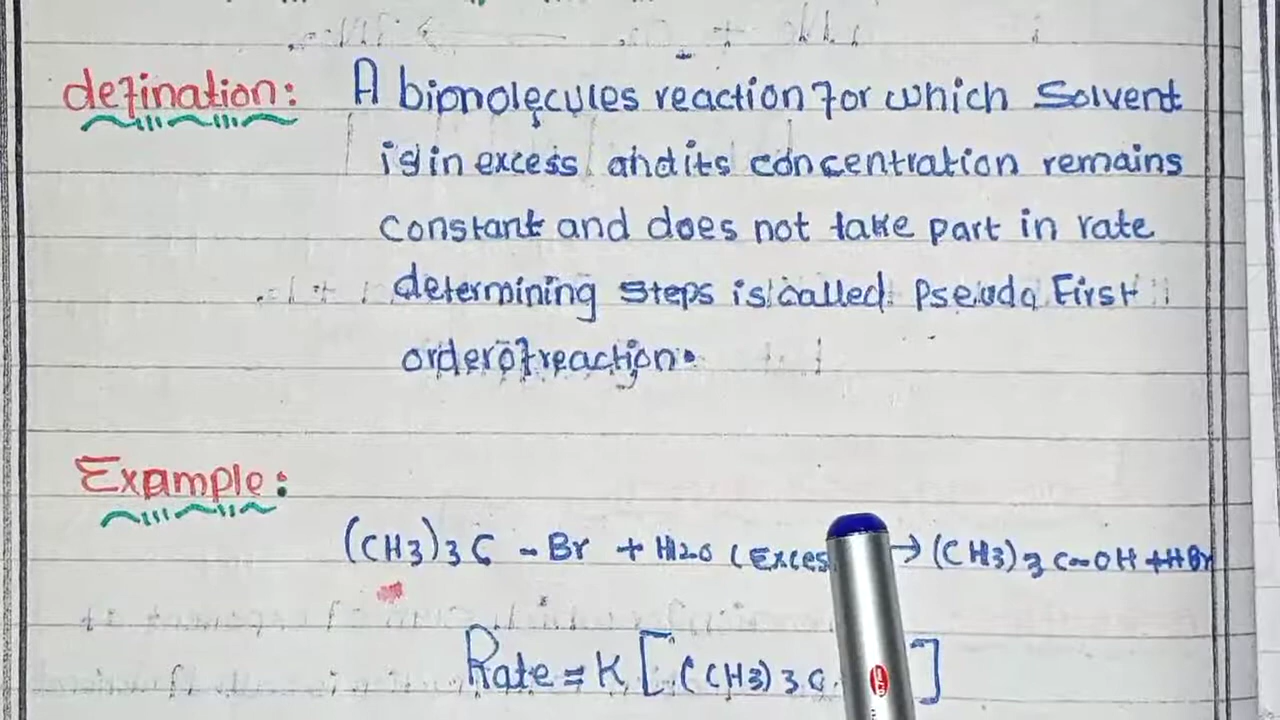 defination: A bimolecules reaction for which Solvent
is in excess and its concentration remains
constant and does not take part in rate
determining steps is called Pseudo First
order of reaction.
Example:
(CH3)3C - Br + H2O (Exces → (CH3)3C-OH + HBr
Rate = K [(CH3)3C ]